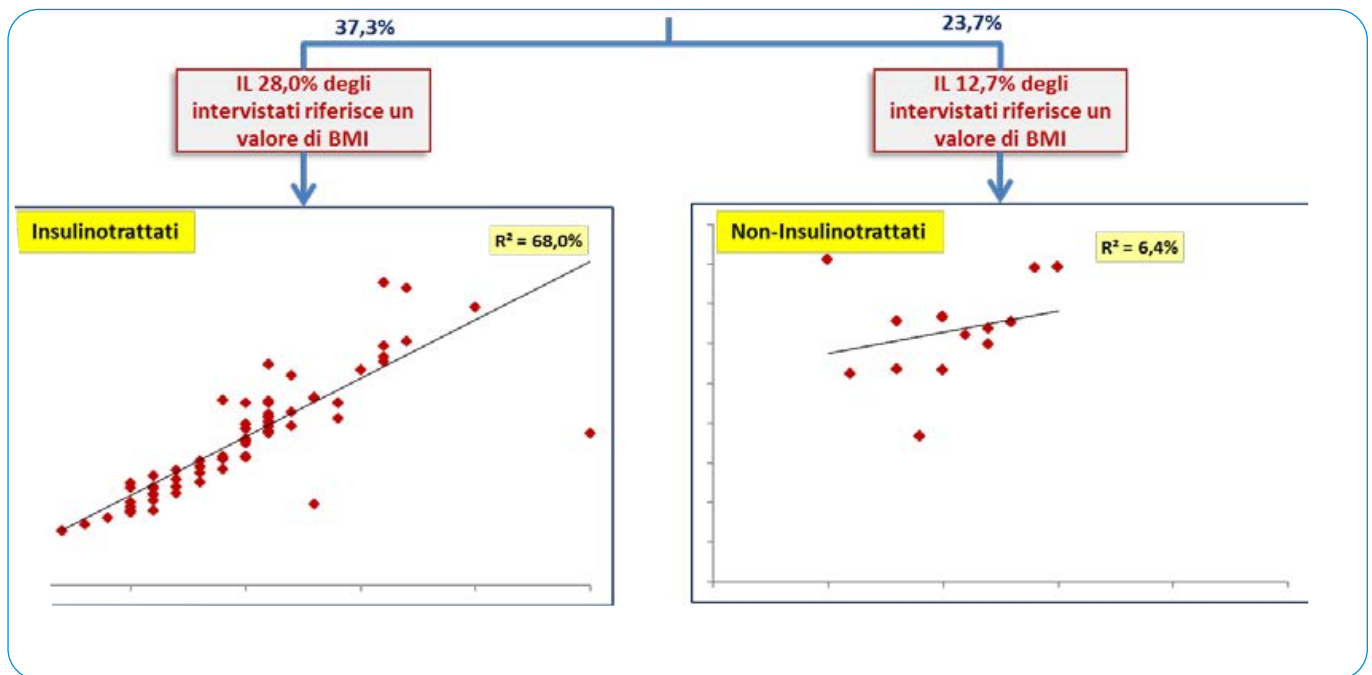 37,3%
23,7%
IL 28,0% degli
intervistati riferisce un
valore di BMI
IL 12,7% degli
intervistati riferisce un
valore di BMI
Insulinotrattati
R² = 68,0%
Non-Insulinotrattati
R² = 6,4%